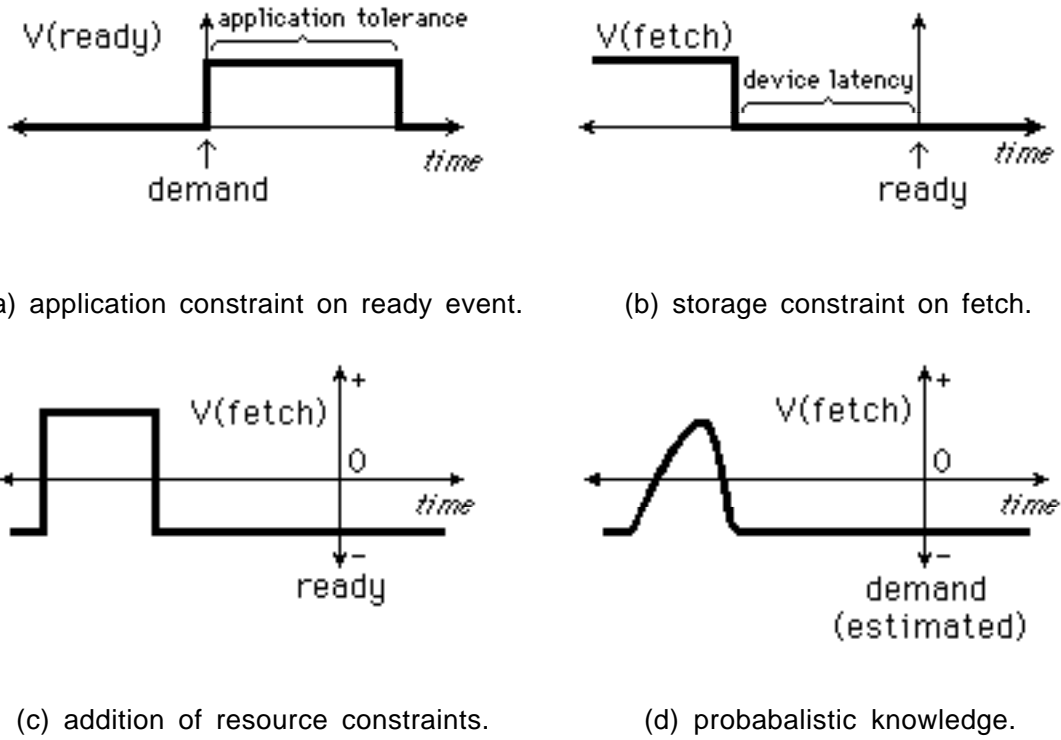 V(ready)
application tolerance
time
demand
a) application constraint on ready event.
V(fetch)
device latency
time
ready
(b) storage constraint on fetch.
+
V(fetch)
0
time
-
ready
(c) addition of resource constraints.
+
V(fetch)
0
time
-
demand
(estimated)
(d) probabalistic knowledge.